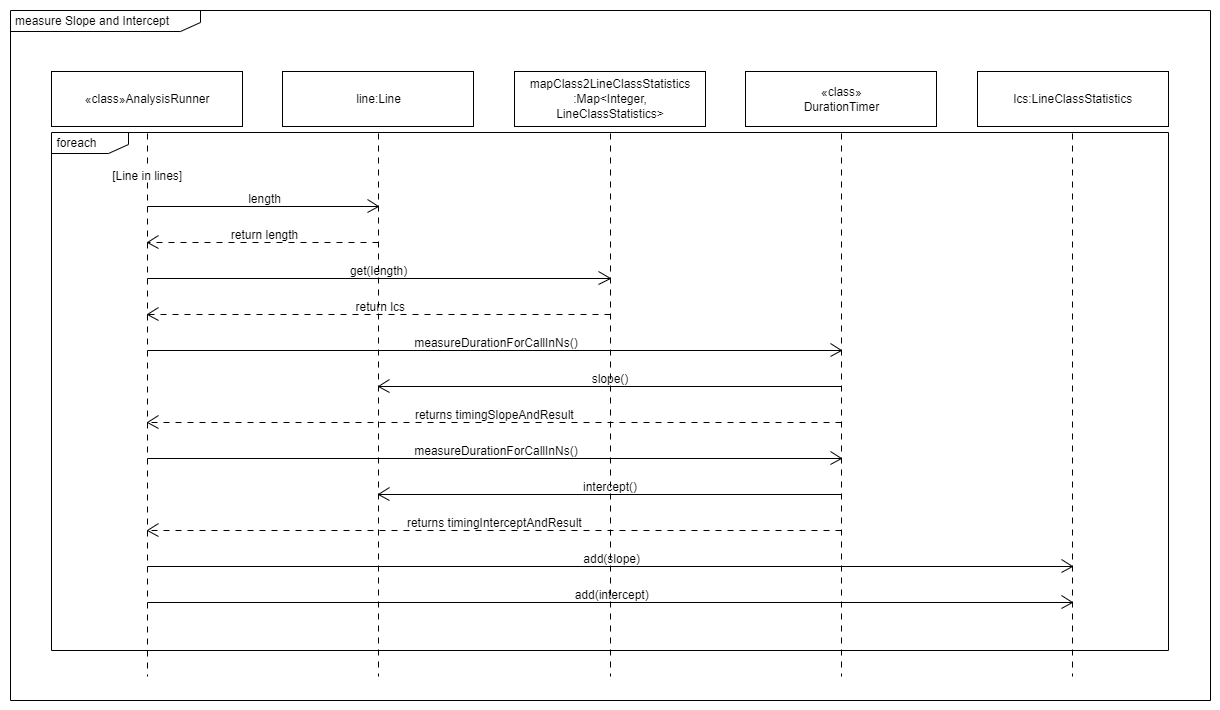 measure Slope and Intercept
«class»AnalysisRunner
line:Line
mapClass2LineClassStatistics
:Map<Integer,
LineClassStatistics>
«class»
DurationTimer
lcs:LineClassStatistics
foreach
[Line in lines]
length
return length
get(length)
return lcs
measureDurationForCallInNs()
slope()
returns timingSlopeAndResult
measureDurationForCallInNs()
intercept()
returns timingInterceptAndResult
add(slope)
add(intercept)